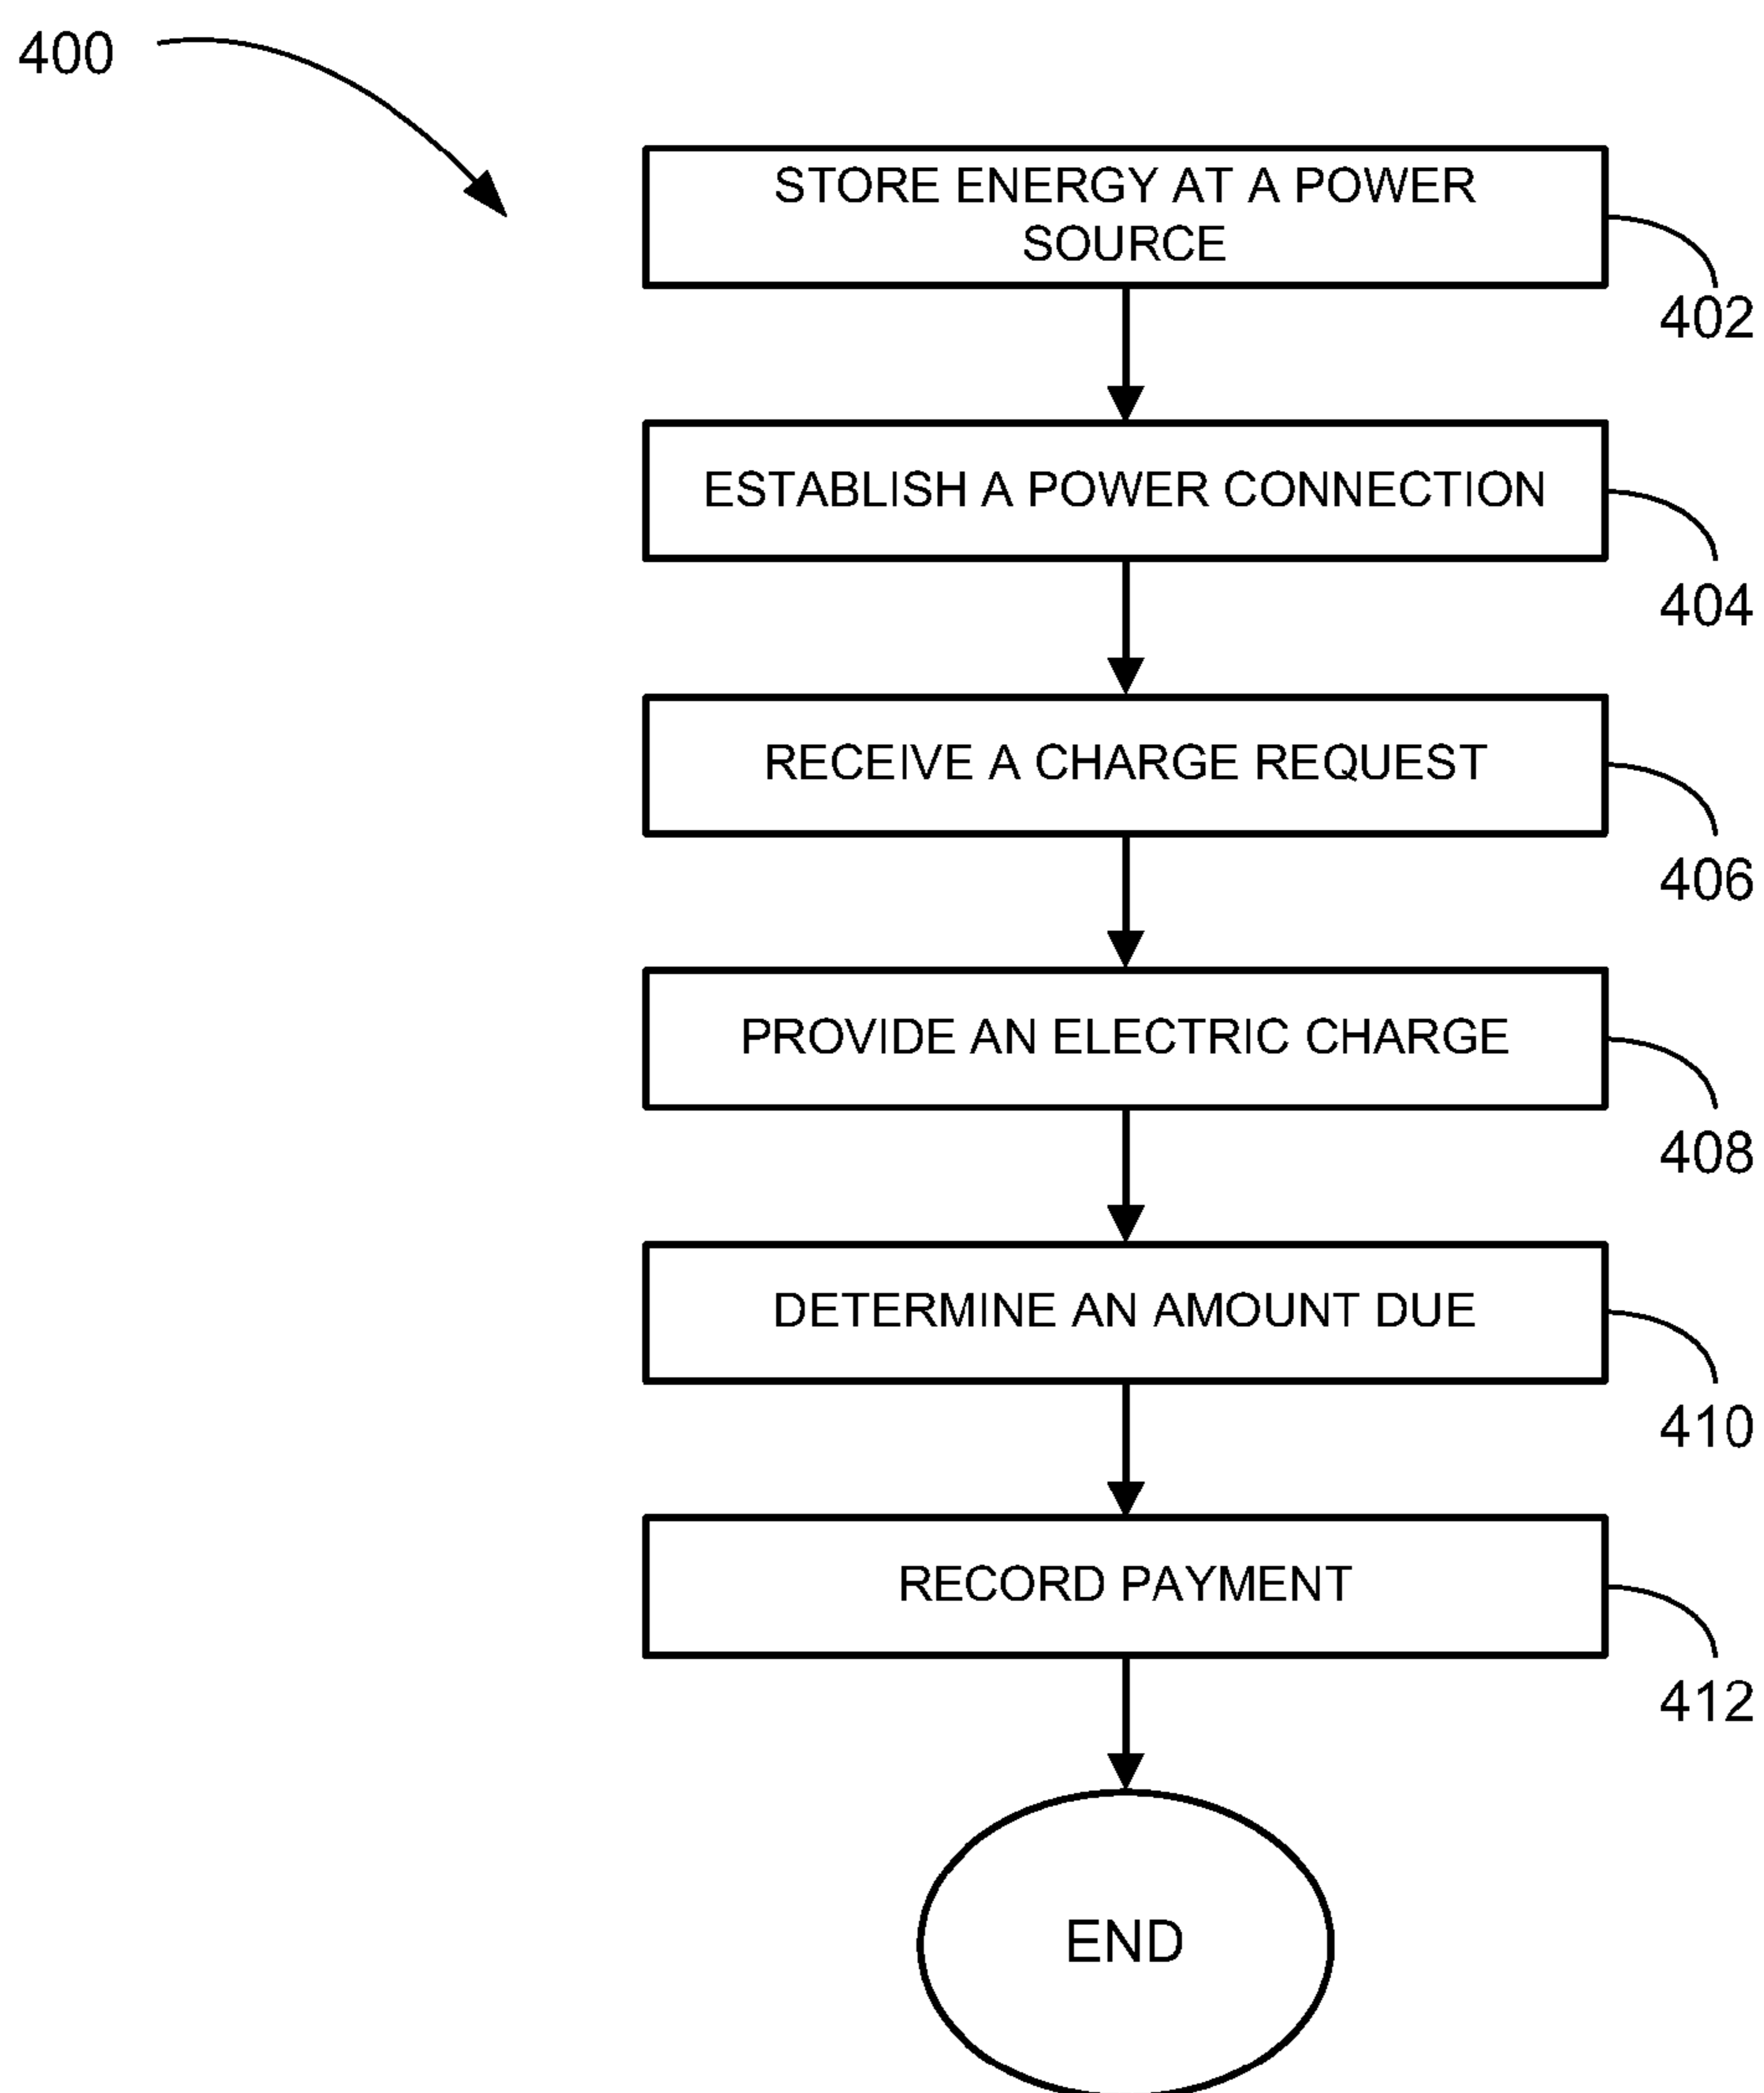 400
STORE ENERGY AT A POWER
SOURCE
402
ESTABLISH A POWER CONNECTION
404
RECEIVE A CHARGE REQUEST
406
PROVIDE AN ELECTRIC CHARGE
408
DETERMINE AN AMOUNT DUE
410
RECORD PAYMENT
412
END